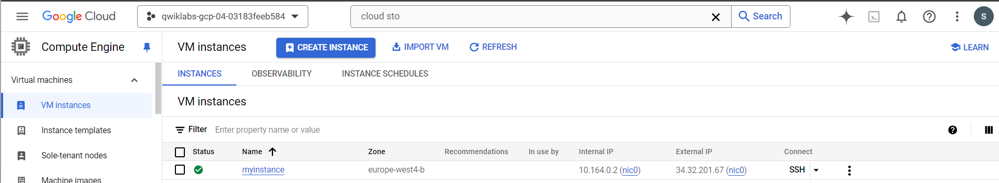 Google Cloud qwiklabs-gcp-04-03183feeb584 cloud sto Search S
Compute Engine VM instances CREATE INSTANCE IMPORT VM REFRESH LEARN
Virtual machines INSTANCES OBSERVABILITY INSTANCE SCHEDULES
VM instances VM instances
Instance templates Filter Enter property name or value
Sole-tenant nodes Status Name Zone Recommendations In use by Internal IP External IP Connect
myinstance europe-west4-b 10.164.0.2 (nic0) 34.32.201.67 (nic0) SSH
Machine images